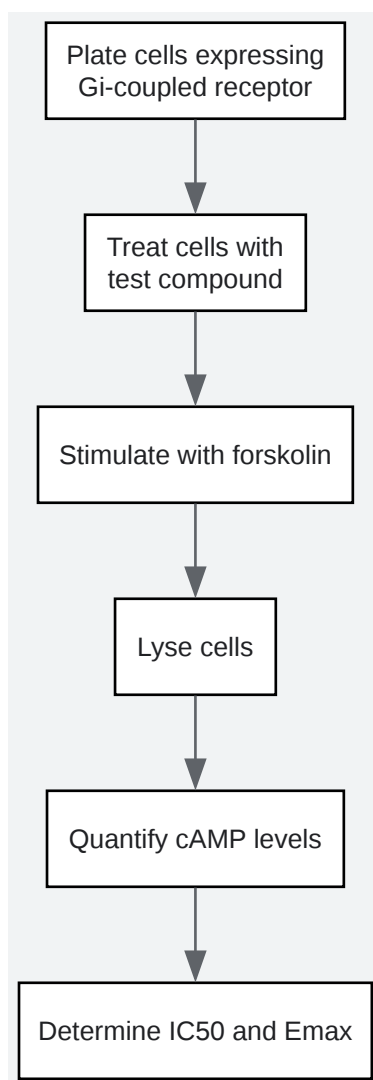 Plate cells expressing
Gi-coupled receptor
Treat cells with
test compound
Stimulate with forskolin
Lyse cells
Quantify cAMP levels
Determine IC50 and Emax